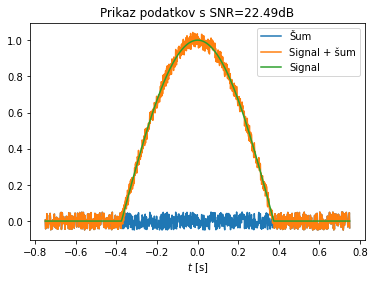 Prikaz podatkov s SNR=22.49dB
Šum
Signal + šum
Signal
1.0
0.8
0.6
0.4
0.2
0.0
−0.8 −0.6 −0.4 −0.2 0.0 0.2 0.4 0.6 0.8
t [s]